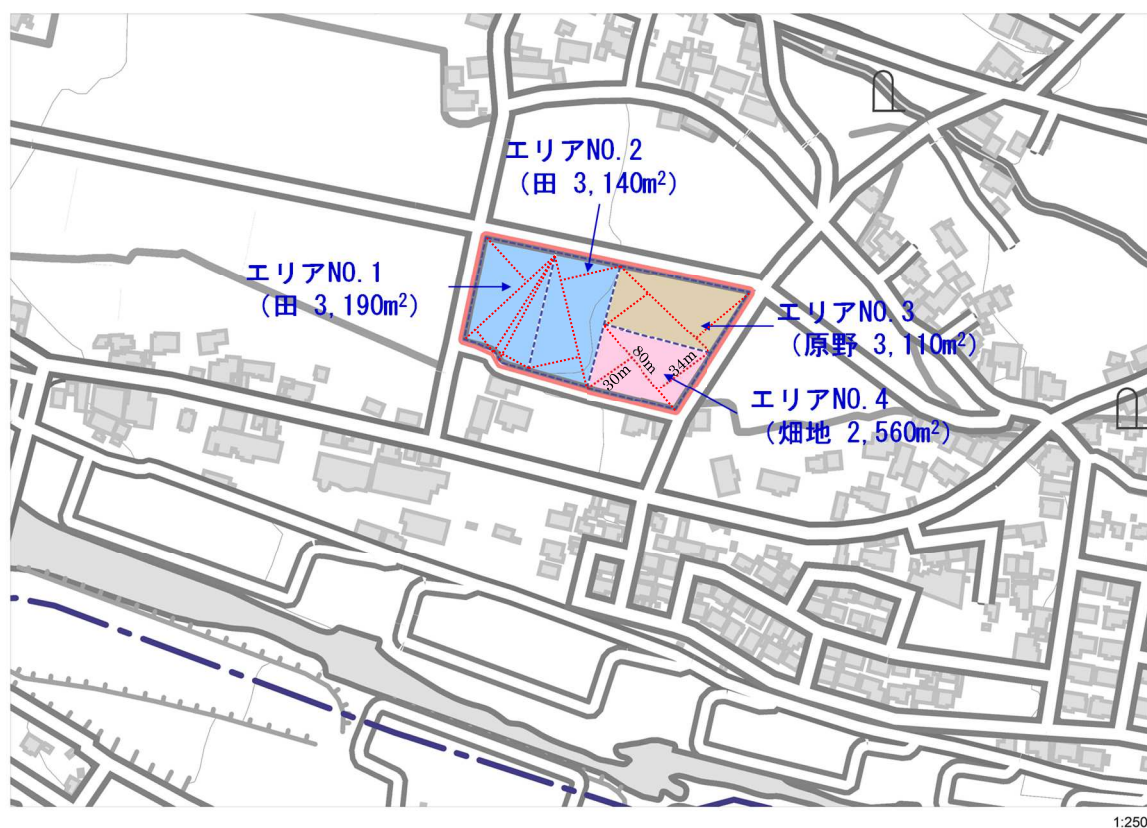 エリアNO.2
（田 3,140m²）
エリアNO.1
（田 3,190m²）
エリアNO.3
（原野 3,110m²）
30m
80m
34m
エリアNO.4
（畑地 2,560m²）
1:250